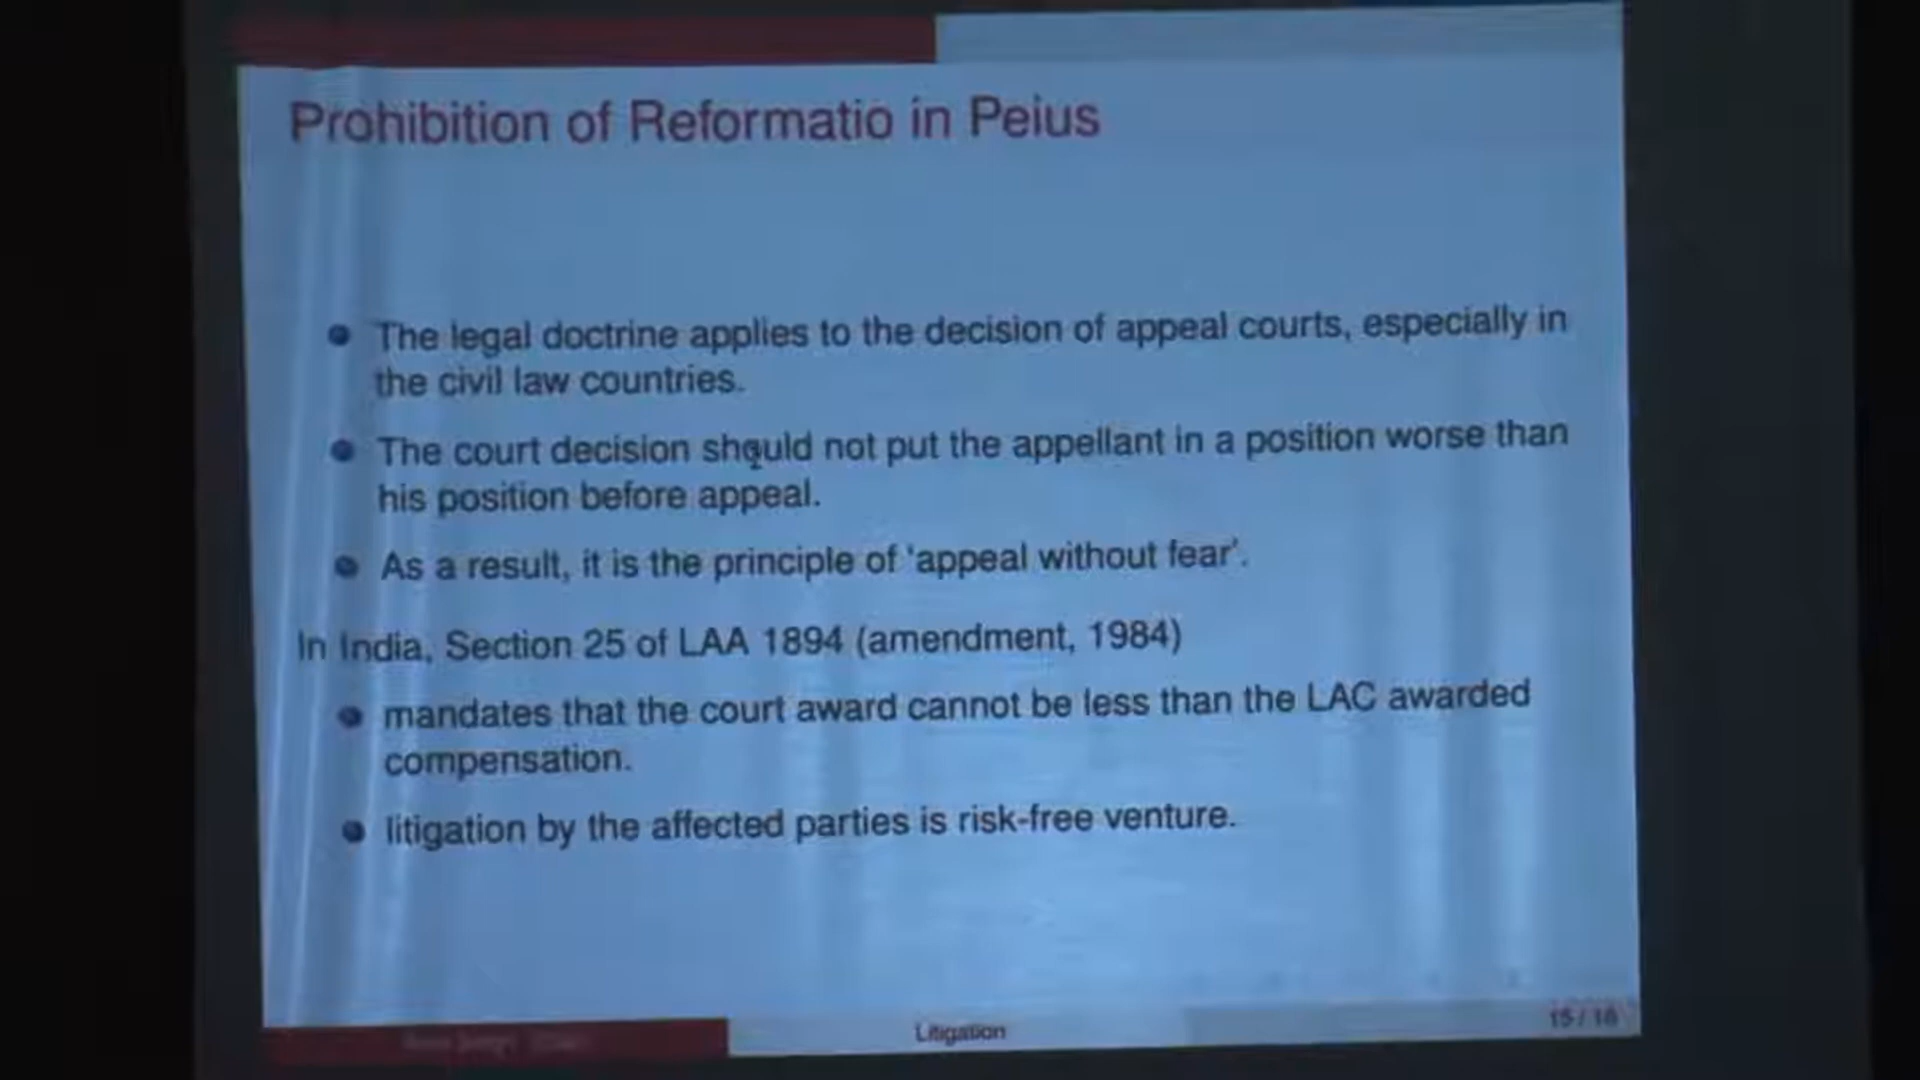 Prohibition of Reformatio in Peius
The legal doctrine applies to the decision of appeal courts, especially in
the civil law countries.
The court decision should not put the appellant in a position worse than
his position before appeal.
As a result, it is the principle of 'appeal without fear'.
In India, Section 25 of LAA 1894 (amendment, 1984)
mandates that the court award cannot be less than the LAC awarded
compensation.
litigation by the affected parties is risk-free venture.
Litigation